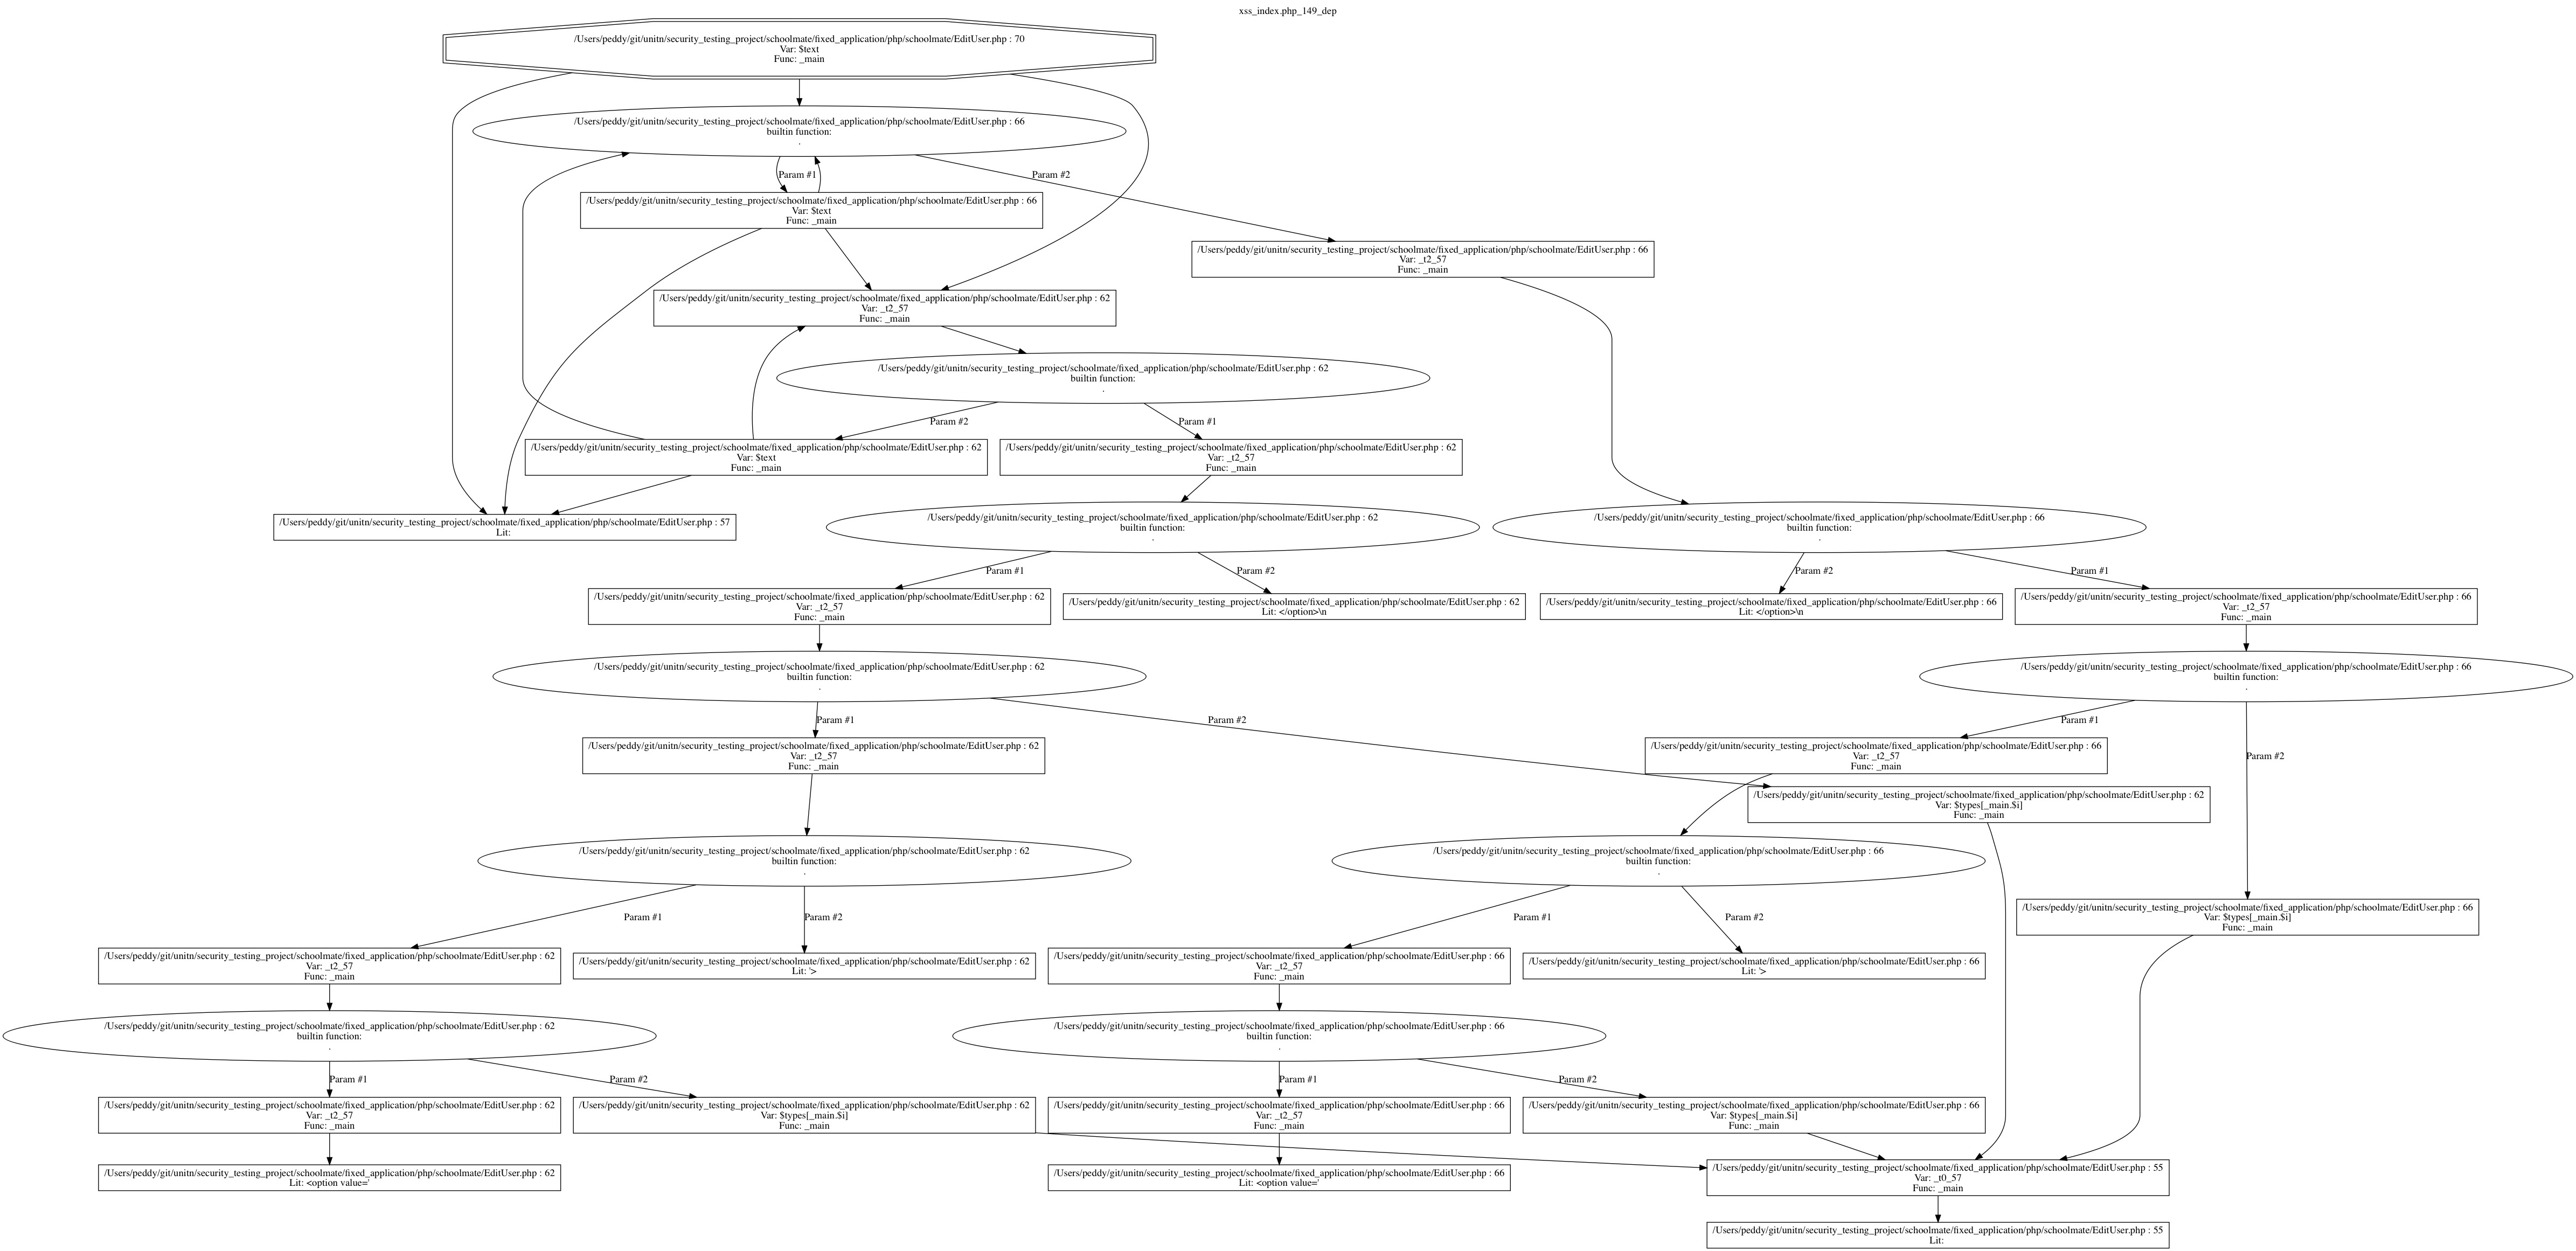 xss_index.php_149_dep
/Users/peddy/git/unitn/security_testing_project/schoolmate/fixed_application/php/schoolmate/EditUser.php : 70
Var: $text
Func: _main
/Users/peddy/git/unitn/security_testing_project/schoolmate/fixed_application/php/schoolmate/EditUser.php : 66
builtin function:
.
Param #1
Param #2
/Users/peddy/git/unitn/security_testing_project/schoolmate/fixed_application/php/schoolmate/EditUser.php : 66
Var: $text
Func: _main
/Users/peddy/git/unitn/security_testing_project/schoolmate/fixed_application/php/schoolmate/EditUser.php : 66
Var: _t2_57
Func: _main
/Users/peddy/git/unitn/security_testing_project/schoolmate/fixed_application/php/schoolmate/EditUser.php : 62
Var: _t2_57
Func: _main
/Users/peddy/git/unitn/security_testing_project/schoolmate/fixed_application/php/schoolmate/EditUser.php : 62
builtin function:
.
Param #2
Param #1
/Users/peddy/git/unitn/security_testing_project/schoolmate/fixed_application/php/schoolmate/EditUser.php : 62
Var: $text
Func: _main
/Users/peddy/git/unitn/security_testing_project/schoolmate/fixed_application/php/schoolmate/EditUser.php : 62
Var: _t2_57
Func: _main
/Users/peddy/git/unitn/security_testing_project/schoolmate/fixed_application/php/schoolmate/EditUser.php : 57
Lit:
/Users/peddy/git/unitn/security_testing_project/schoolmate/fixed_application/php/schoolmate/EditUser.php : 62
builtin function:
.
/Users/peddy/git/unitn/security_testing_project/schoolmate/fixed_application/php/schoolmate/EditUser.php : 66
builtin function:
.
Param #1
Param #2
Param #2
Param #1
/Users/peddy/git/unitn/security_testing_project/schoolmate/fixed_application/php/schoolmate/EditUser.php : 62
Var: _t2_57
Func: _main
/Users/peddy/git/unitn/security_testing_project/schoolmate/fixed_application/php/schoolmate/EditUser.php : 62
Lit: </option>\n
/Users/peddy/git/unitn/security_testing_project/schoolmate/fixed_application/php/schoolmate/EditUser.php : 66
Lit: </option>\n
/Users/peddy/git/unitn/security_testing_project/schoolmate/fixed_application/php/schoolmate/EditUser.php : 66
Var: _t2_57
Func: _main
/Users/peddy/git/unitn/security_testing_project/schoolmate/fixed_application/php/schoolmate/EditUser.php : 62
builtin function:
.
/Users/peddy/git/unitn/security_testing_project/schoolmate/fixed_application/php/schoolmate/EditUser.php : 66
builtin function:
.
Param #1
Param #2
Param #1
Param #2
/Users/peddy/git/unitn/security_testing_project/schoolmate/fixed_application/php/schoolmate/EditUser.php : 62
Var: _t2_57
Func: _main
/Users/peddy/git/unitn/security_testing_project/schoolmate/fixed_application/php/schoolmate/EditUser.php : 66
Var: _t2_57
Func: _main
/Users/peddy/git/unitn/security_testing_project/schoolmate/fixed_application/php/schoolmate/EditUser.php : 62
Var: $types[_main.$i]
Func: _main
/Users/peddy/git/unitn/security_testing_project/schoolmate/fixed_application/php/schoolmate/EditUser.php : 62
builtin function:
.
/Users/peddy/git/unitn/security_testing_project/schoolmate/fixed_application/php/schoolmate/EditUser.php : 66
builtin function:
.
/Users/peddy/git/unitn/security_testing_project/schoolmate/fixed_application/php/schoolmate/EditUser.php : 66
Var: $types[_main.$i]
Func: _main
Param #1
Param #2
Param #1
Param #2
/Users/peddy/git/unitn/security_testing_project/schoolmate/fixed_application/php/schoolmate/EditUser.php : 62
Var: _t2_57
Func: _main
/Users/peddy/git/unitn/security_testing_project/schoolmate/fixed_application/php/schoolmate/EditUser.php : 62
Lit: '>
/Users/peddy/git/unitn/security_testing_project/schoolmate/fixed_application/php/schoolmate/EditUser.php : 66
Var: _t2_57
Func: _main
/Users/peddy/git/unitn/security_testing_project/schoolmate/fixed_application/php/schoolmate/EditUser.php : 66
Lit: '>
/Users/peddy/git/unitn/security_testing_project/schoolmate/fixed_application/php/schoolmate/EditUser.php : 62
builtin function:
.
/Users/peddy/git/unitn/security_testing_project/schoolmate/fixed_application/php/schoolmate/EditUser.php : 66
builtin function:
.
Param #1
Param #2
Param #1
Param #2
/Users/peddy/git/unitn/security_testing_project/schoolmate/fixed_application/php/schoolmate/EditUser.php : 62
Var: _t2_57
Func: _main
/Users/peddy/git/unitn/security_testing_project/schoolmate/fixed_application/php/schoolmate/EditUser.php : 62
Var: $types[_main.$i]
Func: _main
/Users/peddy/git/unitn/security_testing_project/schoolmate/fixed_application/php/schoolmate/EditUser.php : 66
Var: _t2_57
Func: _main
/Users/peddy/git/unitn/security_testing_project/schoolmate/fixed_application/php/schoolmate/EditUser.php : 66
Var: $types[_main.$i]
Func: _main
/Users/peddy/git/unitn/security_testing_project/schoolmate/fixed_application/php/schoolmate/EditUser.php : 62
Lit: <option value='
/Users/peddy/git/unitn/security_testing_project/schoolmate/fixed_application/php/schoolmate/EditUser.php : 66
Lit: <option value='
/Users/peddy/git/unitn/security_testing_project/schoolmate/fixed_application/php/schoolmate/EditUser.php : 55
Var: _t0_57
Func: _main
/Users/peddy/git/unitn/security_testing_project/schoolmate/fixed_application/php/schoolmate/EditUser.php : 55
Lit: